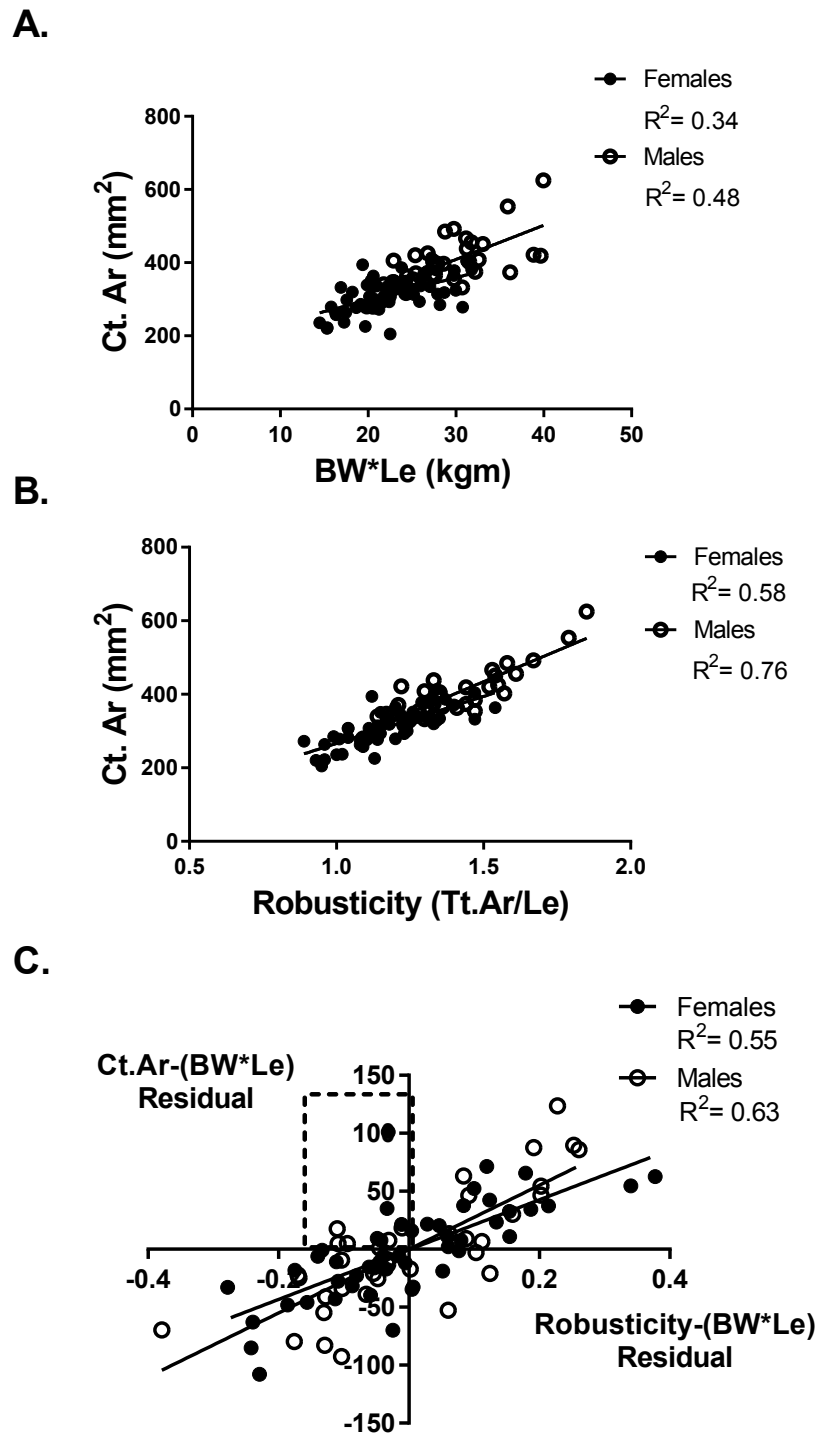 A.
Females
R²= 0.34
Males
R²= 0.48
800
600
400
200
0
Ct. Ar (mm²)
0 10 20 30 40 50
BW*Le (kgm)
B.
Females
R²= 0.58
Males
R²= 0.76
800
600
400
200
0
Ct. Ar (mm²)
0.5 1.0 1.5 2.0
Robusticity (Tt.Ar/Le)
C.
Females
R²= 0.55
Males
R²= 0.63
Ct.Ar-(BW*Le)
Residual
150
100
50
-0.4 -0.2 0.2 0.4
-50
-100
-150
Robusticity-(BW*Le)
Residual